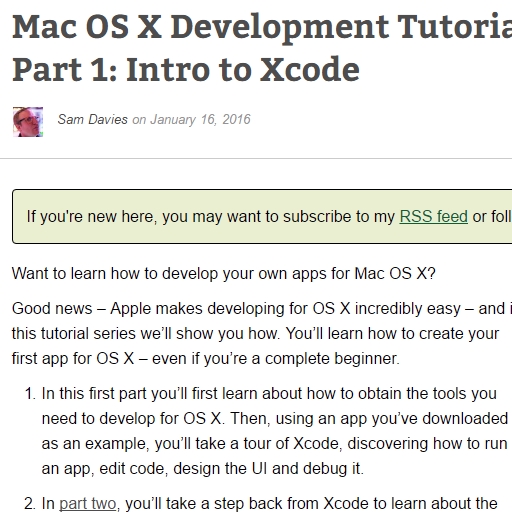 Mac OS X Development Tutoria
Part 1: Intro to Xcode
Sam Davies on January 16, 2016
If you're new here, you may want to subscribe to my RSS feed or foll
Want to learn how to develop your own apps for Mac OS X?
Good news – Apple makes developing for OS X incredibly easy – and i
this tutorial series we’ll show you how. You’ll learn how to create your
first app for OS X – even if you’re a complete beginner.
1. In this first part you’ll first learn about how to obtain the tools you
need to develop for OS X. Then, using an app you’ve downloaded
as an example, you’ll take a tour of Xcode, discovering how to run
an app, edit code, design the UI and debug it.
2. In part two, you’ll take a step back from Xcode to learn about the